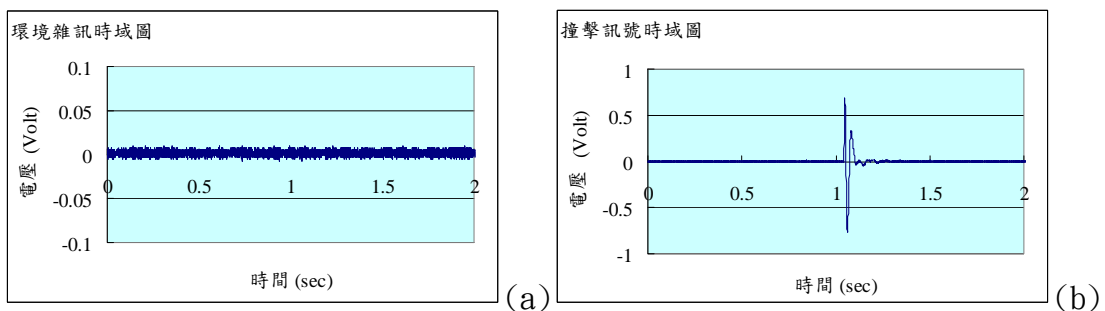 環境雜訊時域圖
0.1
0.05
0
-0.05
-0.1
電壓 (Volt)
0 0.5 1 1.5 2
時間 (sec)
(a)
撞擊訊號時域圖
1
0.5
0
-0.5
-1
電壓 (Volt)
0 0.5 1 1.5 2
時間 (sec)
(b)